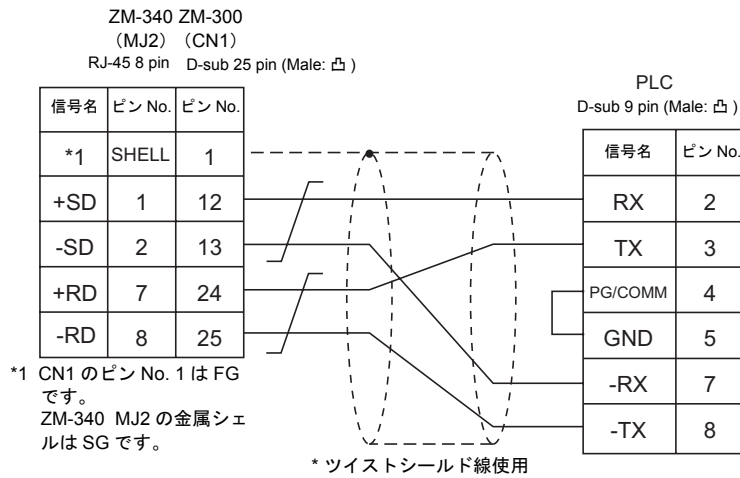 ZM-340 ZM-300
（MJ2）（CN1）
RJ-45 8 pin D-sub 25 pin (Male: 凸 )
信号名 ピン No. ピン No.
*1 SHELL 1
+SD 1 12
-SD 2 13
+RD 7 24
-RD 8 25
*1 CN1 のピン No. 1 は FG
です。
ZM-340 MJ2 の金属シェ
ルは SG です。
* ツイストシールド線使用
PLC
D-sub 9 pin (Male: 凸 )
信号名 ピン No.
RX 2
TX 3
PG/COMM 4
GND 5
-RX 7
-TX 8